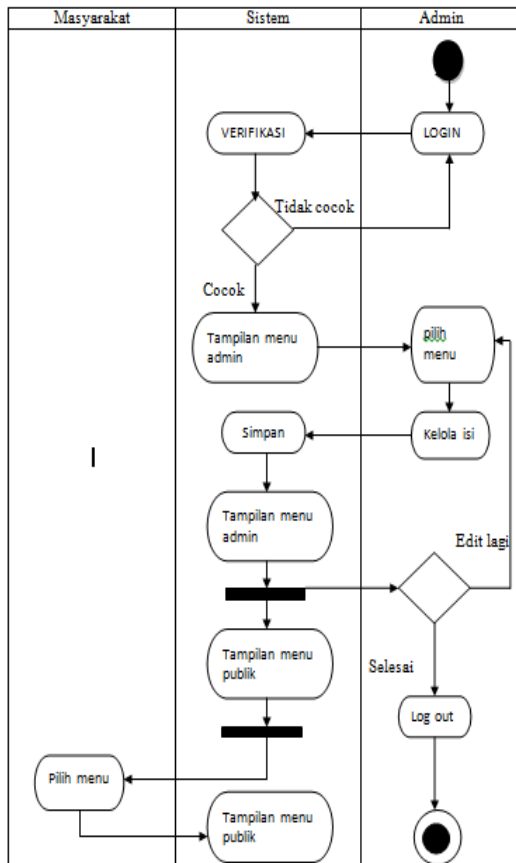 Masyarakat
Sistem
Admin
VERIFIKASI
LOGIN
Tidak cocok
Cocok
Tampilan menu
admin
pilih
menu
Simpan
Kelola isi
Tampilan menu
admin
Edit lagi
Tampilan menu
publik
Selesai
Log out
Pilih menu
Tampilan menu
publik